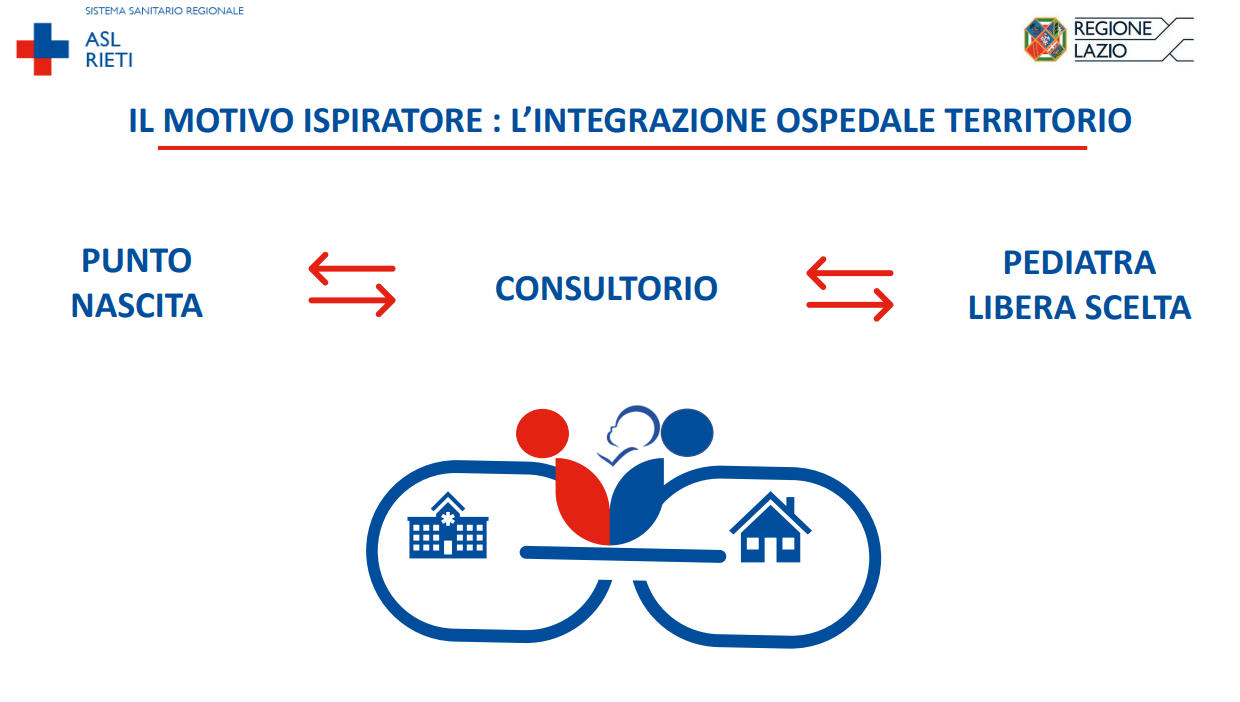 SISTEMA SANITARIO REGIONALE
ASL
RIETI
REGIONE
LAZIO
IL MOTIVO ISPIRATORE : L’INTEGRAZIONE OSPEDALE TERRITORIO
PUNTO
NASCITA
CONSULTORIO
PEDIATRA
LIBERA SCELTA